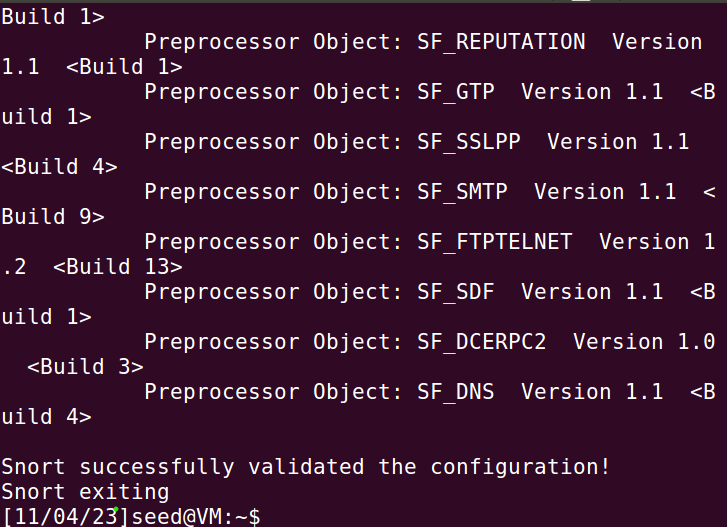 Build 1>
Preprocessor Object: SF_REPUTATION  Version
1.1  <Build 1>
Preprocessor Object: SF_GTP  Version 1.1  <B
uild 1>
Preprocessor Object: SF_SSLPP  Version 1.1
<Build 4>
Preprocessor Object: SF_SMTP  Version 1.1  <
Build 9>
Preprocessor Object: SF_FTPTELNET  Version 1
.2  <Build 13>
Preprocessor Object: SF_SDF  Version 1.1  <B
uild 1>
Preprocessor Object: SF_DCERPC2  Version 1.0
<Build 3>
Preprocessor Object: SF_DNS  Version 1.1  <B
uild 4>
Snort successfully validated the configuration!
Snort exiting
[11/04/23]seed@VM:~$